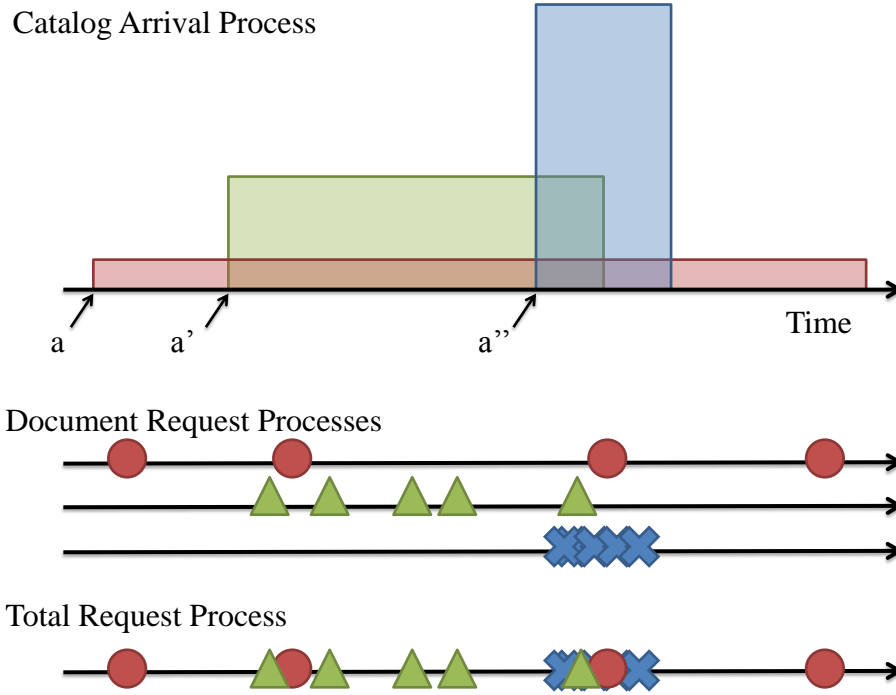 Catalog Arrival Process
a
a’
a’’
Time
Document Request Processes
Total Request Process